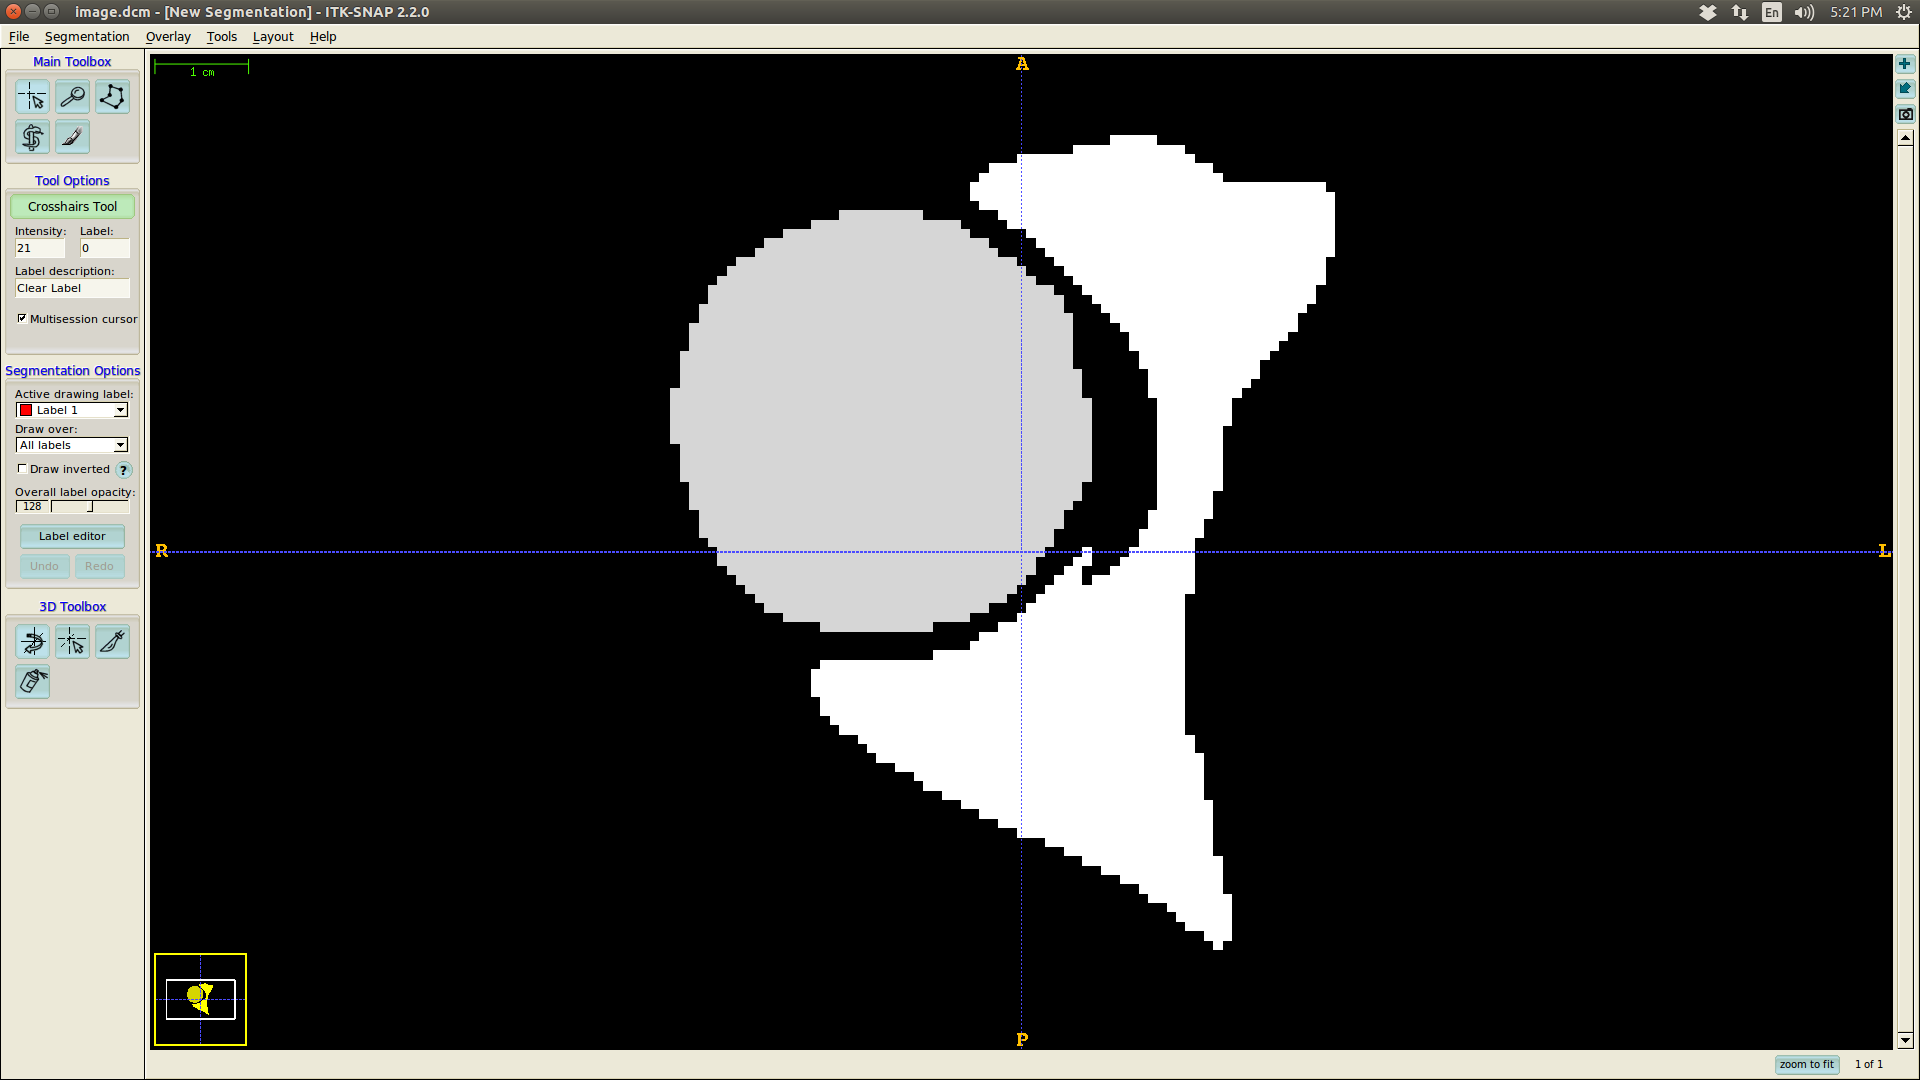 image.dcm - [New Segmentation] - ITK-SNAP 2.2.0
En
5:21 PM
File Segmentation Overlay Tools Layout Help
Main Toolbox
Tool Options
Crosshairs Tool
Intensity: Label:
21 0
Label description:
Clear Label
Multisession cursor
Segmentation Options
Active drawing label:
Label 1
Draw over:
All labels
Draw inverted ?
Overall label opacity:
128
Label editor
Undo Redo
3D Toolbox
1 cm
A
R
L
P
zoom to fit 1 of 1